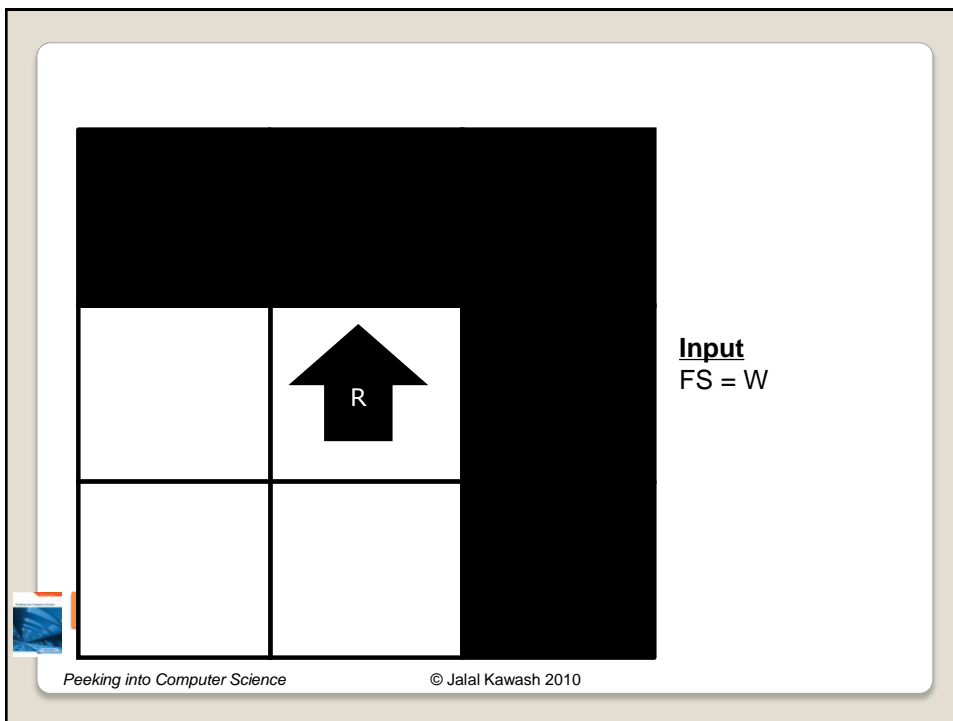 R
Input
FS = W
Peeking into Computer Science
© Jalal Kawash 2010